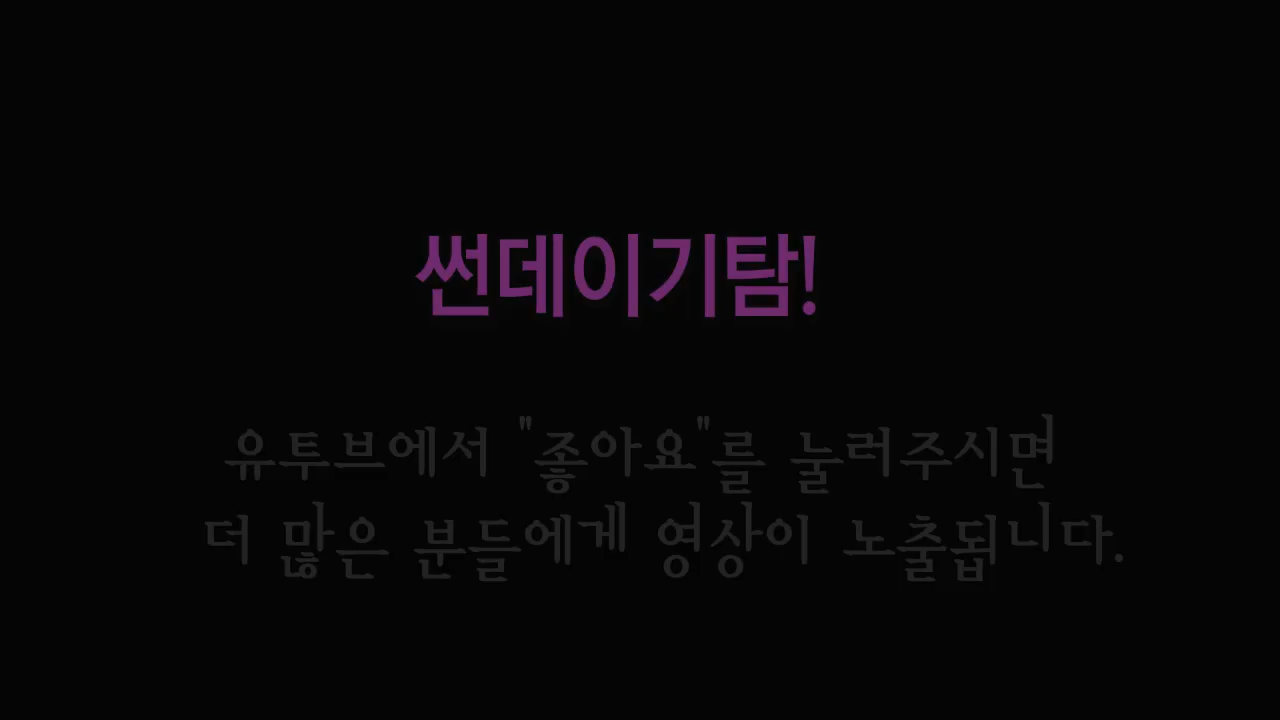 썬데이기탐!
유투브에서 "좋아요"를 눌러주시면
더 많은 분들에게 영상이 노출됩니다.